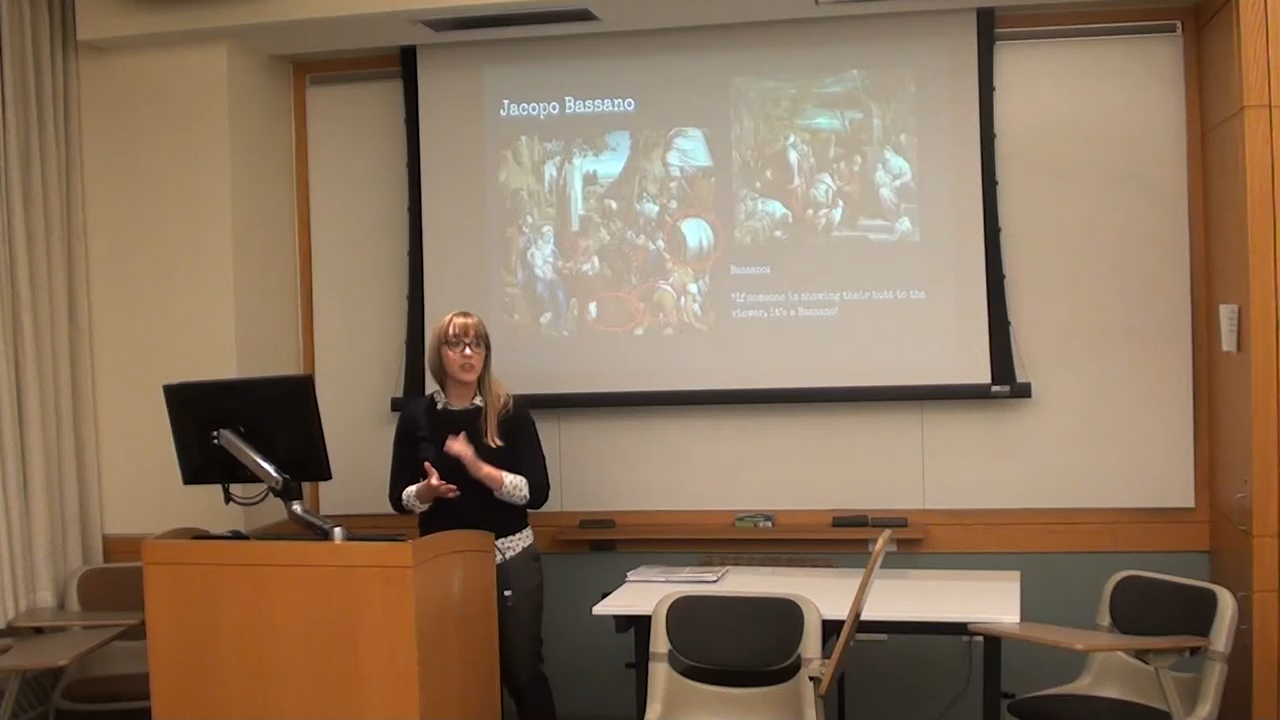 Jacopo Bassano
Bassano:
"If someone is showing their butt to the
viewer, it's a Bassano!